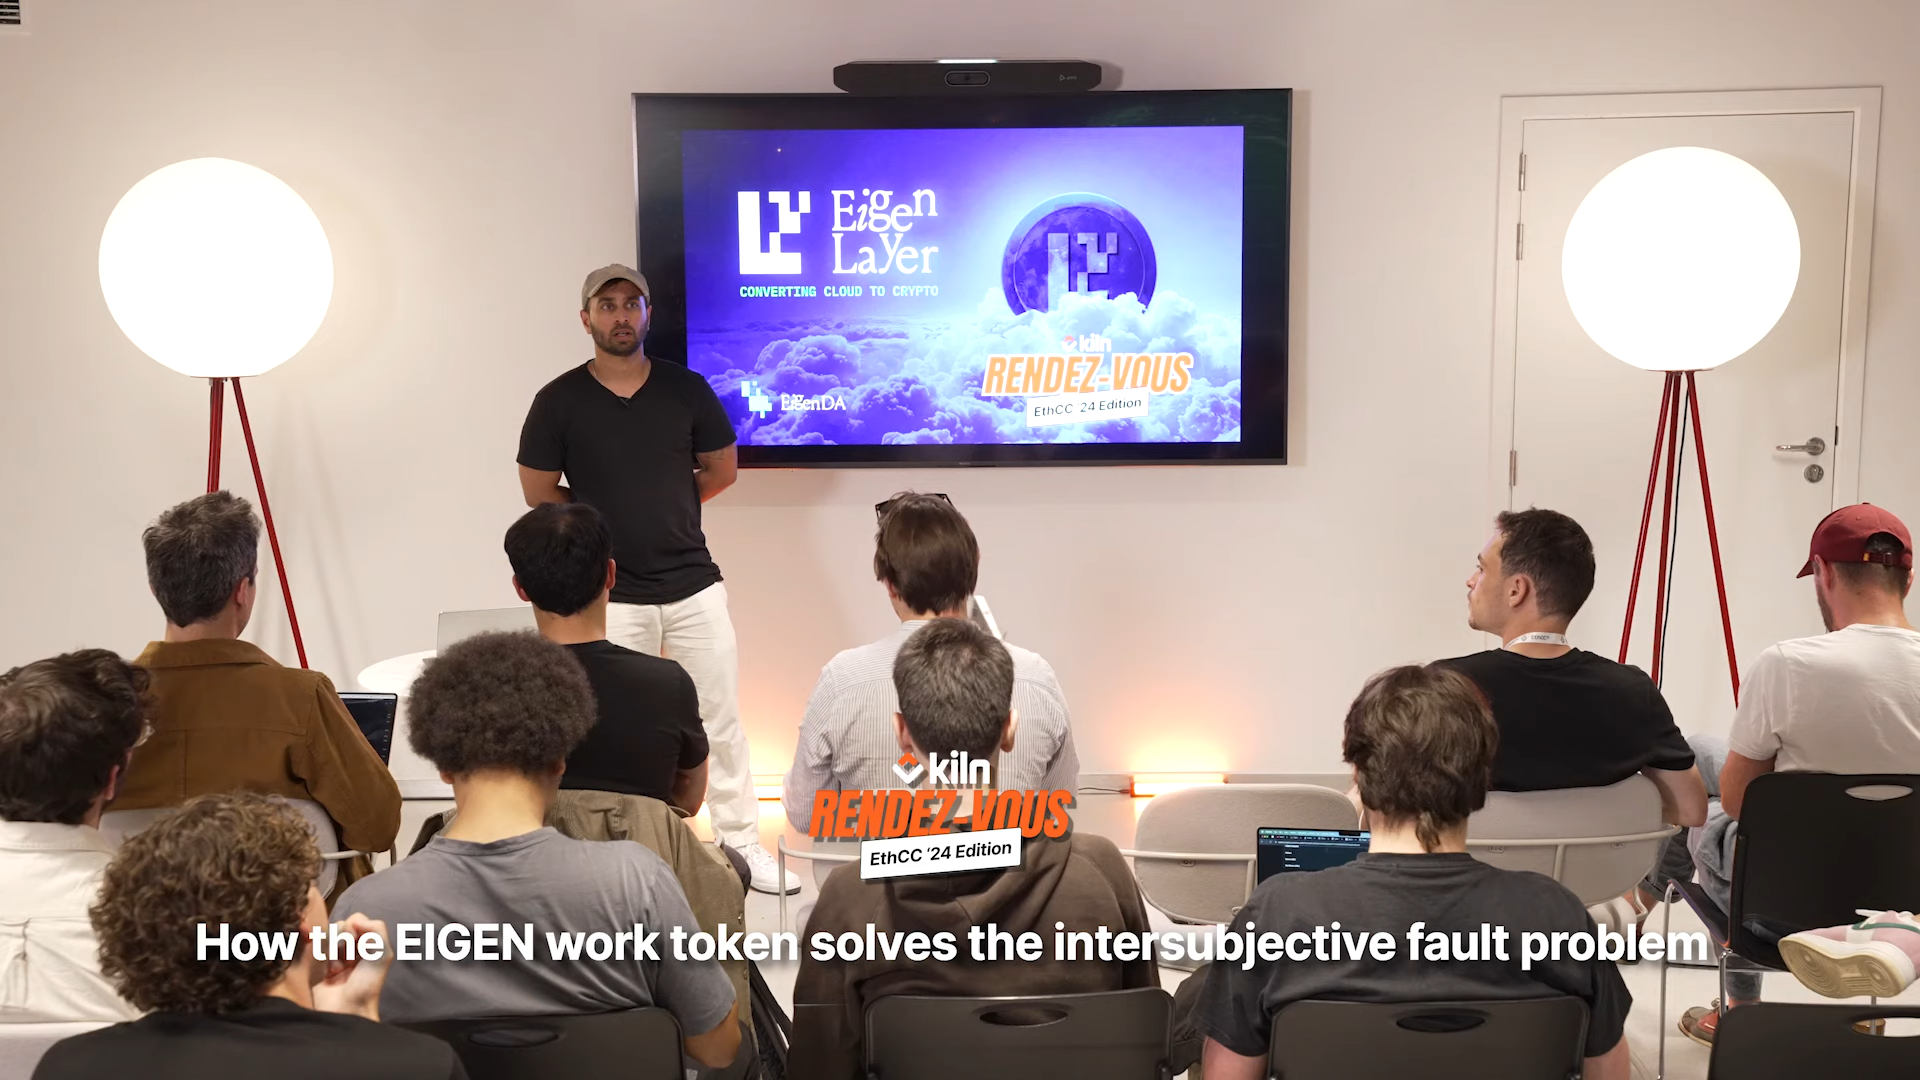 Eigen
Layer
CONVERTING CLOUD TO CRYPTO
kiln
RENDEZ-VOUS
EthCC '24 Edition
EigenDA
kiln
RENDEZ-VOUS
EthCC '24 Edition
How the EIGEN work token solves the intersubjective fault problem